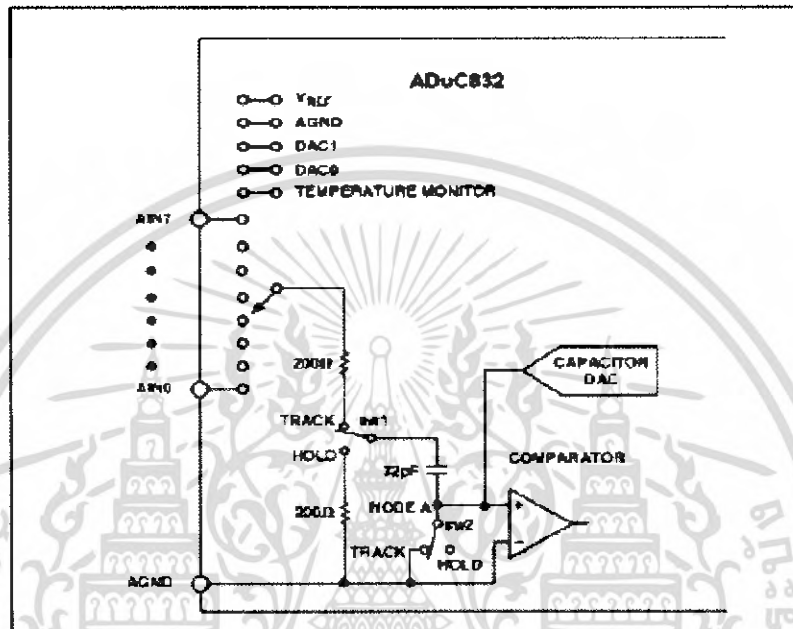 ADuC832
VREF
AGND
DAC1
DAC0
TEMPERATURE MONITOR
AIN7
AIN0
200Ω
CAPACITOR
DAC
TRACK
sw1
HOLD
32pF
COMPARATOR
200Ω
NODE A
+
sw2
−
TRACK
HOLD
AGND